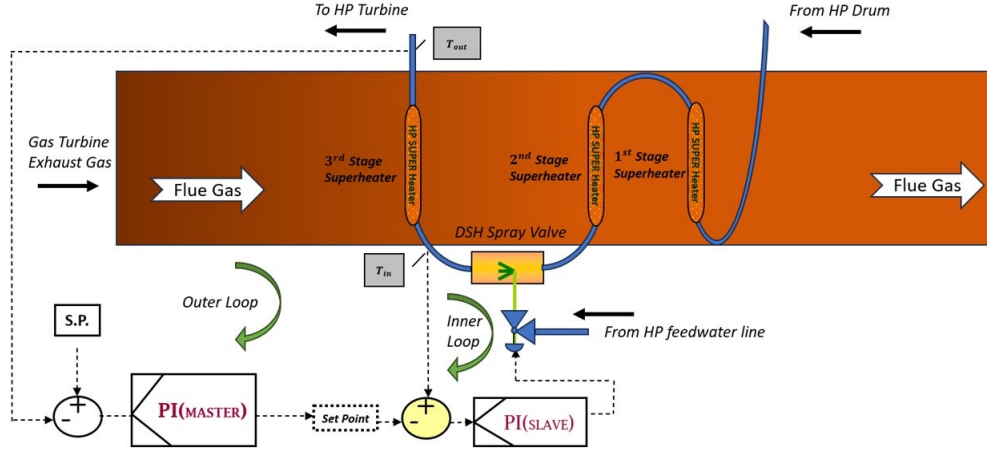 To HP Turbine
From HP Drum
T_out
Gas Turbine
Exhaust Gas
Flue Gas
3rd Stage
Superheater
HP SUPER Heater
2nd Stage
Superheater
HP SUPER Heater
1st Stage
Superheater
HP SUPER Heater
Flue Gas
DSH Spray Valve
T_in
Outer Loop
Inner
Loop
From HP feedwater line
S.P.
+
-
PI(MASTER)
Set Point
+
-
PI(SLAVE)